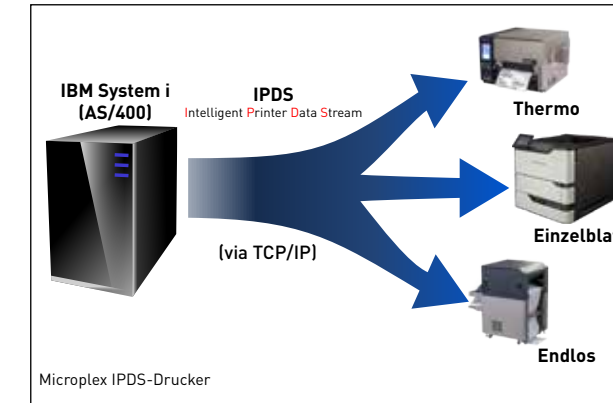 IBM System i
(AS/400)
IPDS
Intelligent Printer Data Stream
(via TCP/IP)
Thermo
Einzelbla
Endlos
Microplex IPDS-Drucker